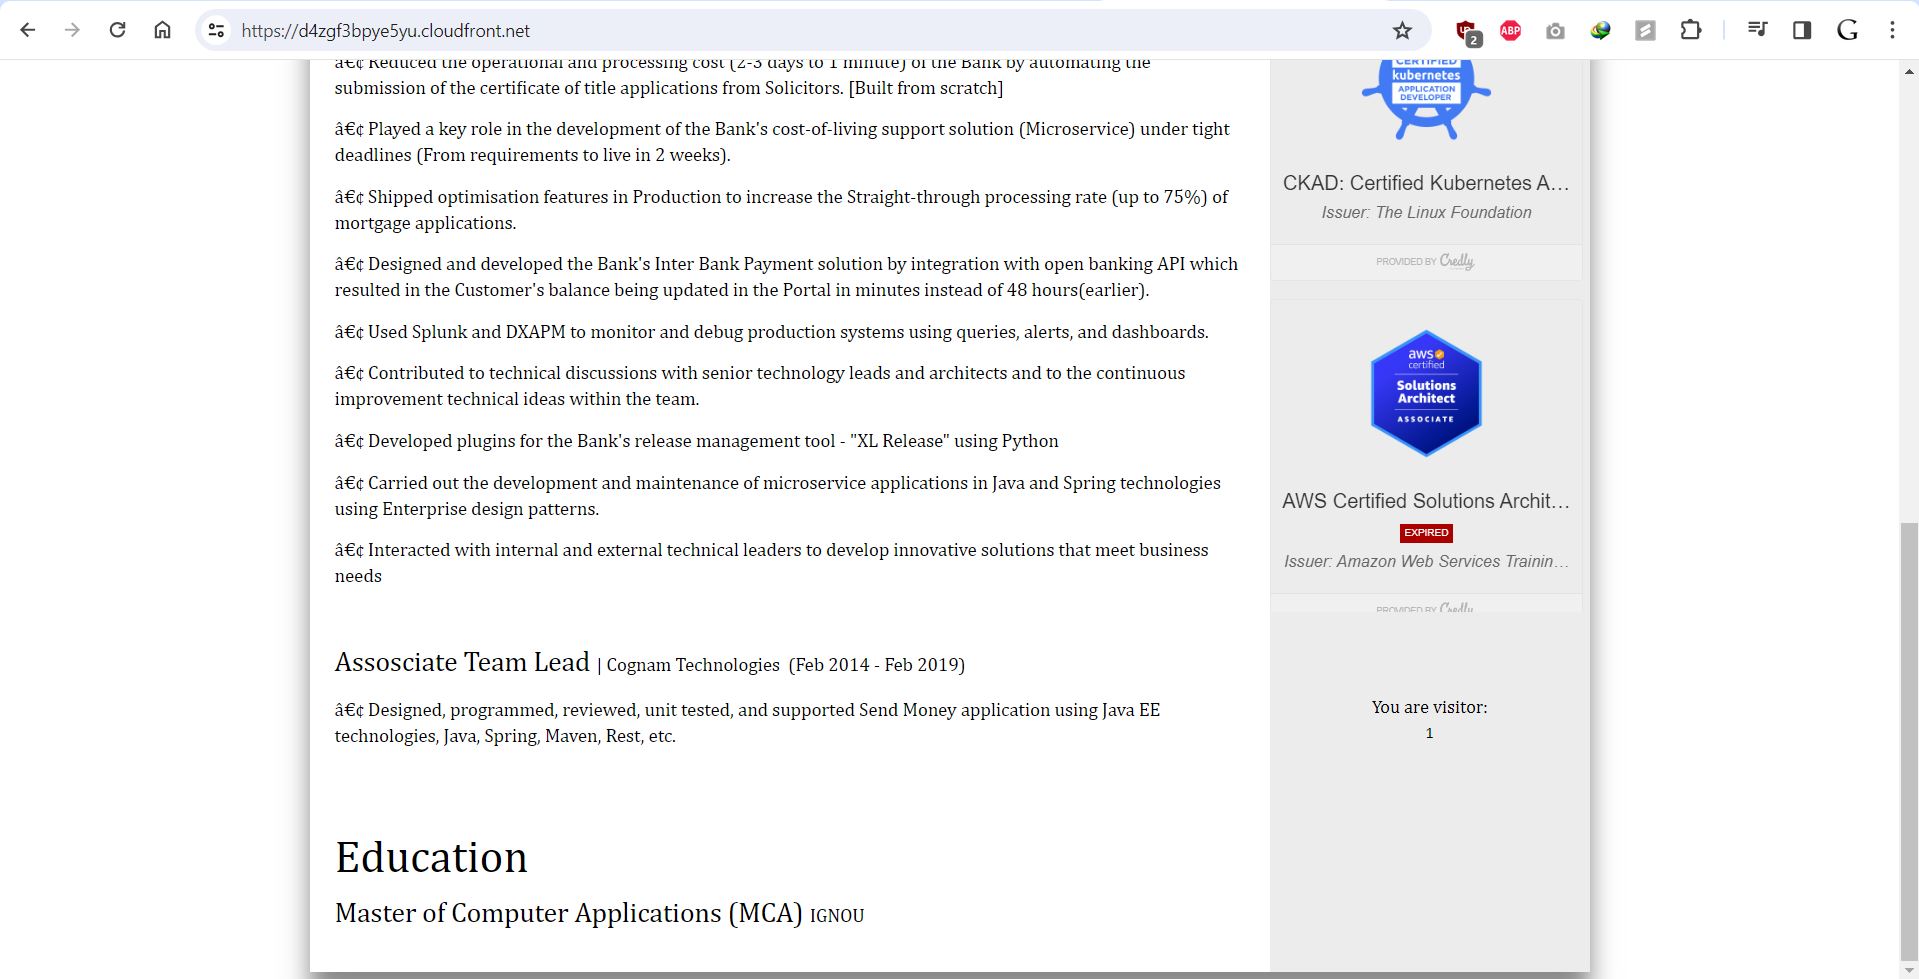 https://d4zgf3bpye5yu.cloudfront.net
2
ABP
G
â€¢ Reduced the operational and processing cost (2-3 days to 1 minute) of the Bank by automating the
submission of the certificate of title applications from Solicitors. [Built from scratch]
â€¢ Played a key role in the development of the Bank's cost-of-living support solution (Microservice) under tight
deadlines (From requirements to live in 2 weeks).
â€¢ Shipped optimisation features in Production to increase the Straight-through processing rate (up to 75%) of
mortgage applications.
â€¢ Designed and developed the Bank's Inter Bank Payment solution by integration with open banking API which
resulted in the Customer's balance being updated in the Portal in minutes instead of 48 hours(earlier).
â€¢ Used Splunk and DXAPM to monitor and debug production systems using queries, alerts, and dashboards.
â€¢ Contributed to technical discussions with senior technology leads and architects and to the continuous
improvement technical ideas within the team.
â€¢ Developed plugins for the Bank's release management tool - "XL Release" using Python
â€¢ Carried out the development and maintenance of microservice applications in Java and Spring technologies
using Enterprise design patterns.
â€¢ Interacted with internal and external technical leaders to develop innovative solutions that meet business
needs
Assosciate Team Lead | Cognam Technologies (Feb 2014 - Feb 2019)
â€¢ Designed, programmed, reviewed, unit tested, and supported Send Money application using Java EE
technologies, Java, Spring, Maven, Rest, etc.
Education
Master of Computer Applications (MCA) IGNOU
CERTIFIED
kubernetes
APPLICATION
DEVELOPER
CKAD: Certified Kubernetes A...
Issuer: The Linux Foundation
PROVIDED BY Credly
aws
certified
Solutions
Architect
ASSOCIATE
AWS Certified Solutions Archit...
EXPIRED
Issuer: Amazon Web Services Trainin...
PROVIDED BY Credly
You are visitor:
1